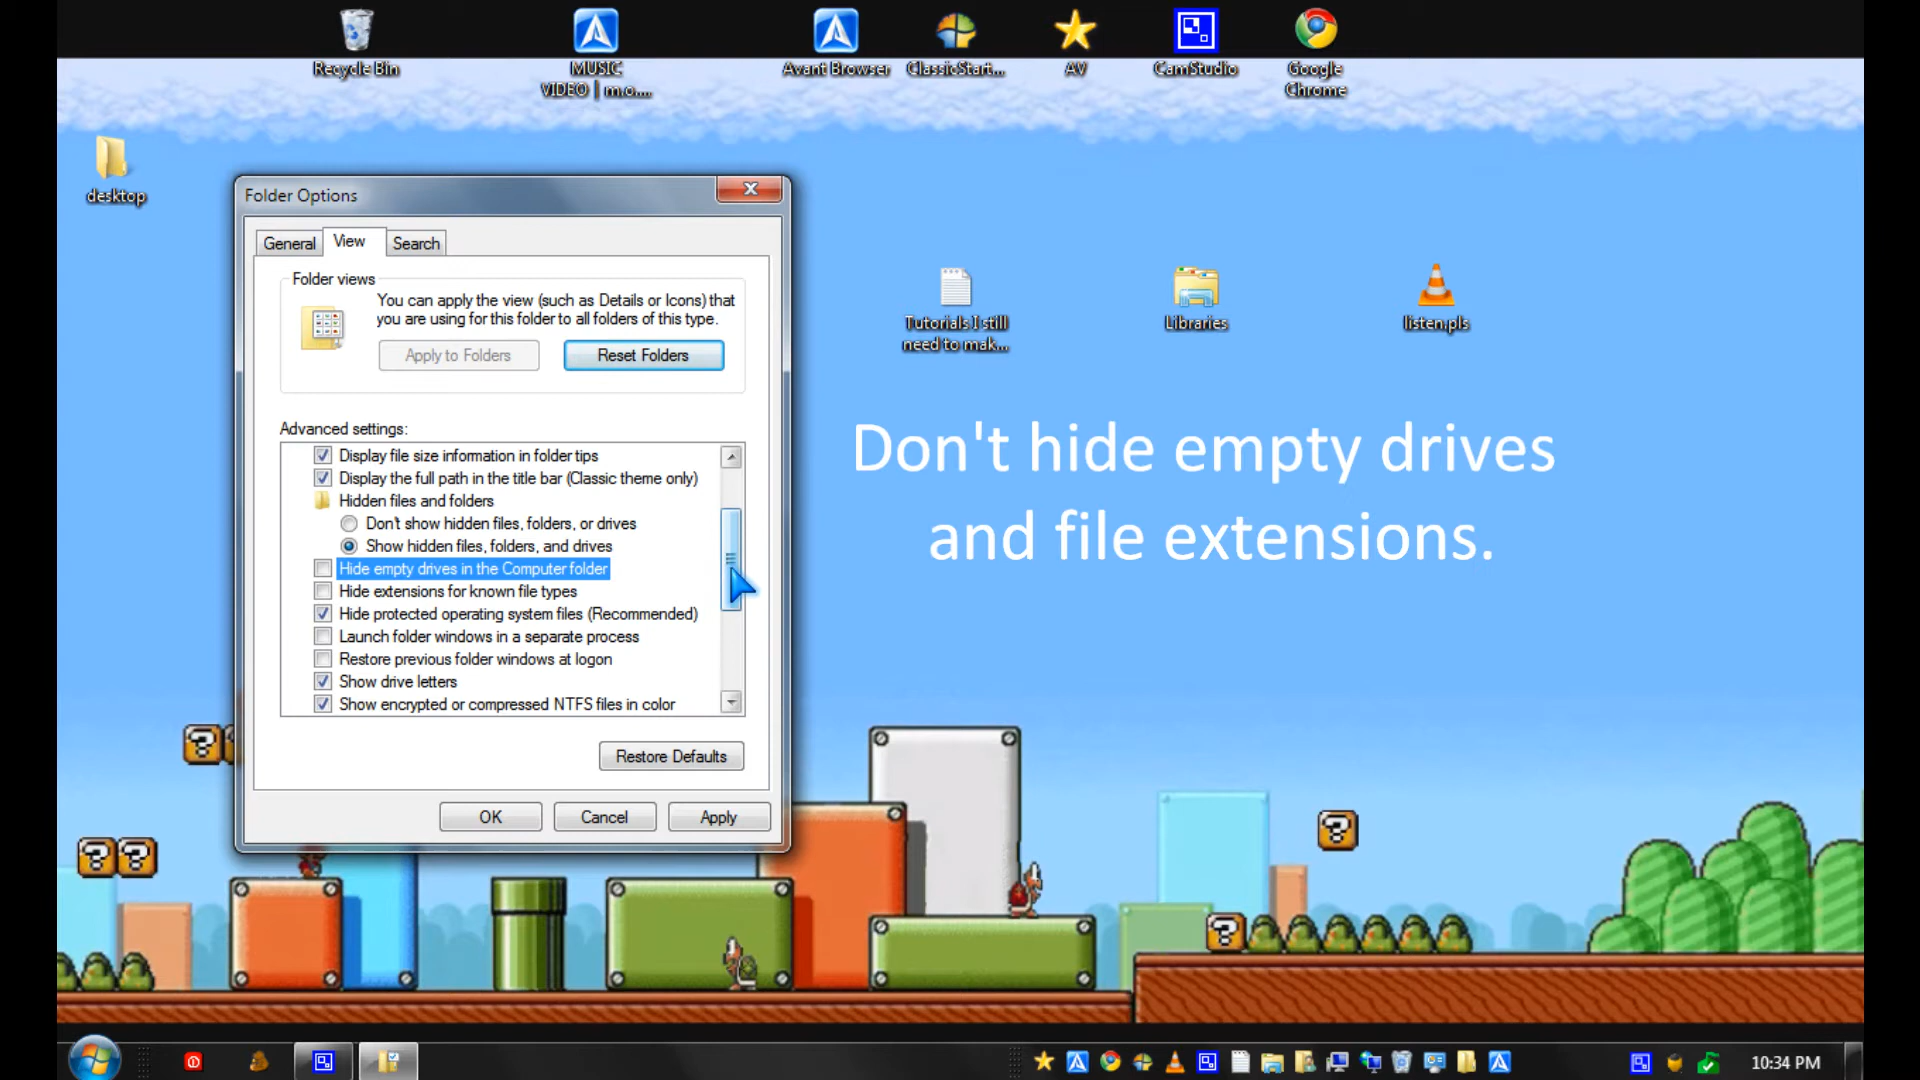 Recycle Bin
MUSIC
VIDEO | m.o....
Avant Browser
ClassicStart...
AV
CamStudio
Google
Chrome
desktop
Folder Options
General
View
Search
Folder views
You can apply the view (such as Details or Icons) that
you are using for this folder to all folders of this type.
Apply to Folders
Reset Folders
Advanced settings:
Display file size information in folder tips
Display the full path in the title bar (Classic theme only)
Hidden files and folders
Don't show hidden files, folders, or drives
Show hidden files, folders, and drives
Hide empty drives in the Computer folder
Hide extensions for known file types
Hide protected operating system files (Recommended)
Launch folder windows in a separate process
Restore previous folder windows at logon
Show drive letters
Show encrypted or compressed NTFS files in color
Restore Defaults
OK
Cancel
Apply
Tutorials I still
need to mak...
Libraries
listen.pls
Don't hide empty drives
and file extensions.
10:34 PM